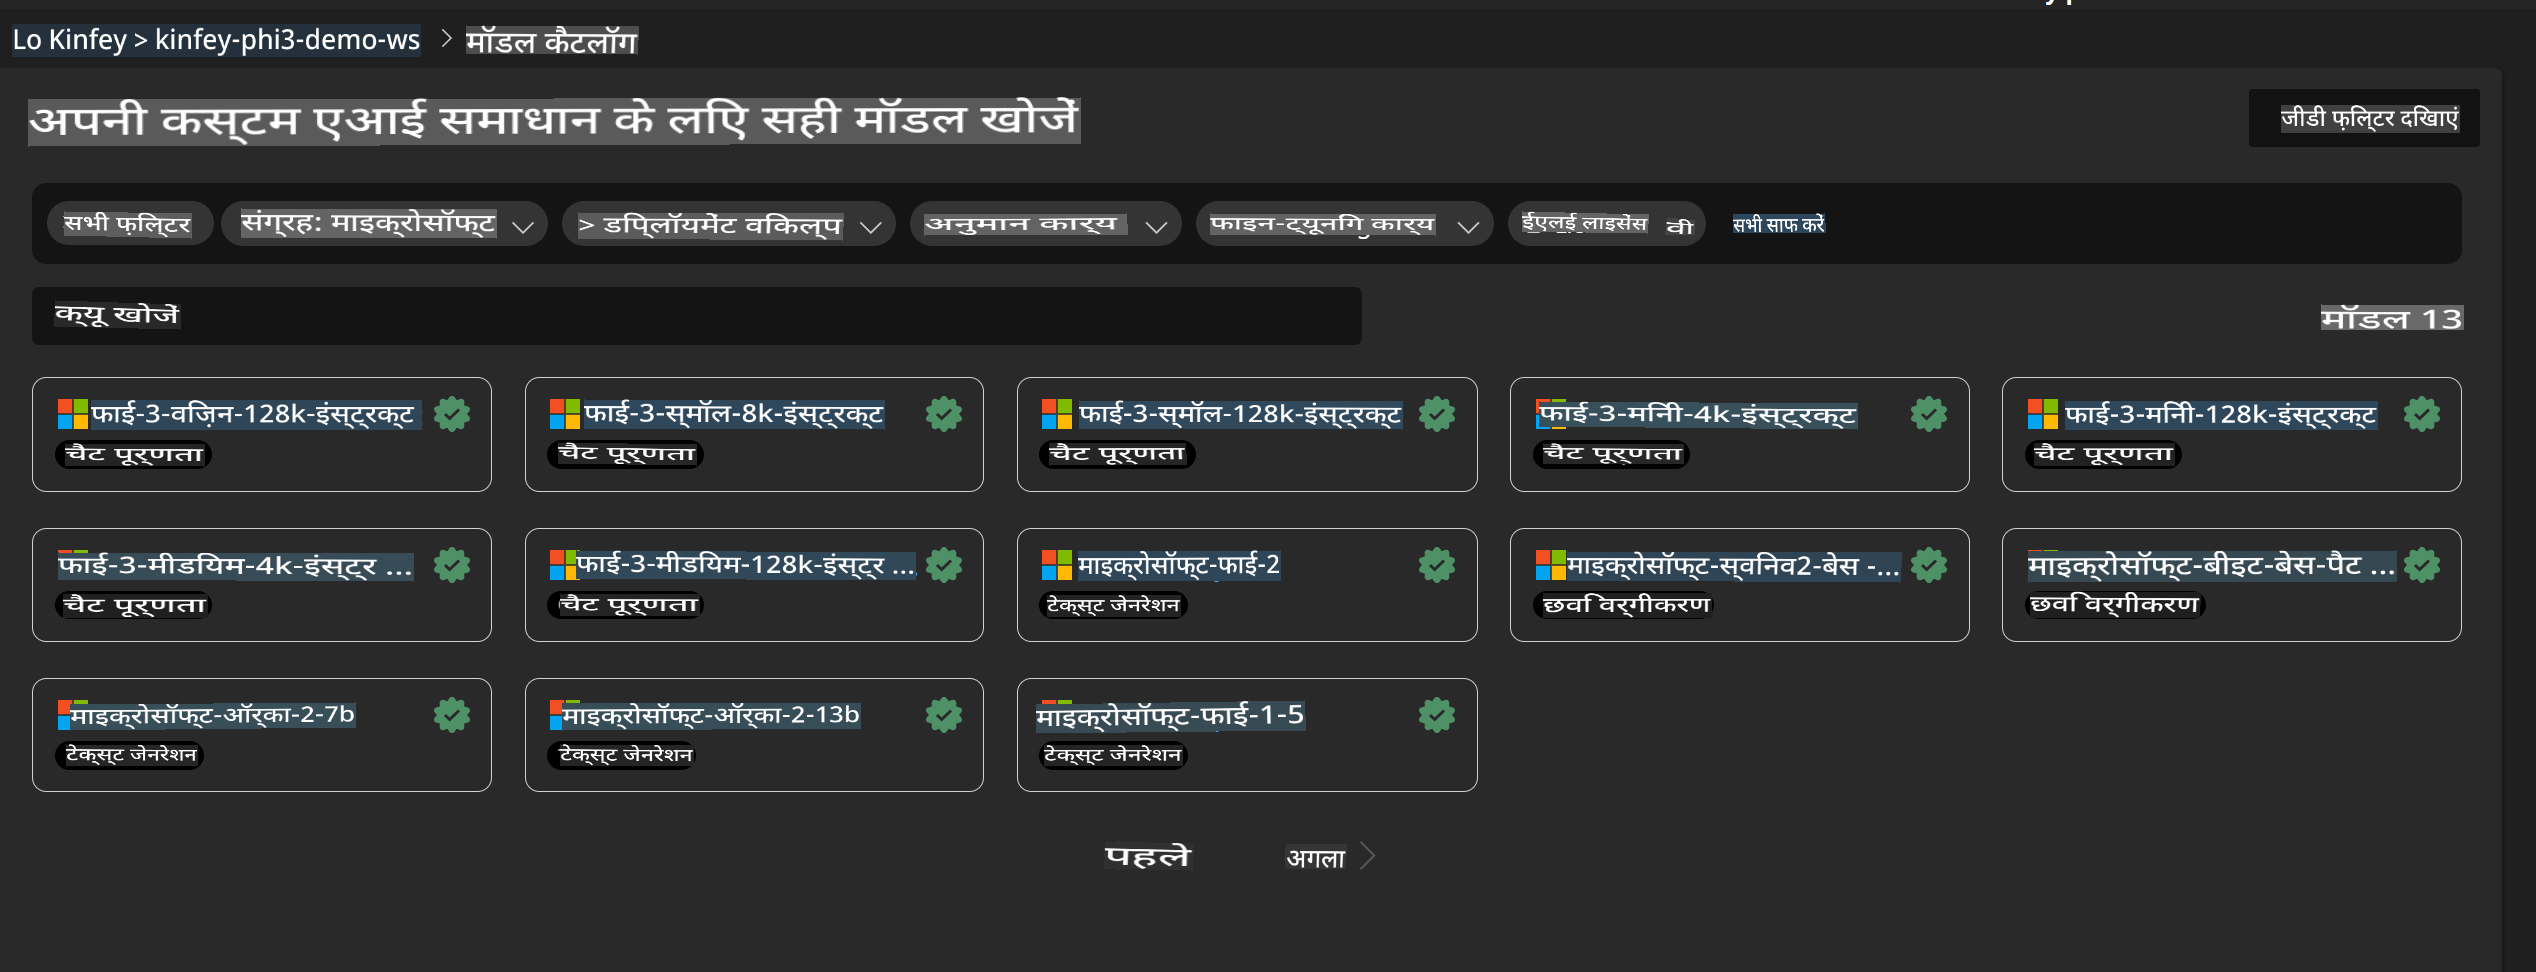 Lo Kinfey > kinfey-phi3-demo-ws > मॉडल कैटलॉग
अपनी कस्टम एआई समाधान के लिए सही मॉडल खोजें
जीडी फ़िल्टर दिखाएं
सभी फ़िल्टर
संग्रह: माइक्रोसॉफ्ट
> डिप्लॉयमेंट विकल्प
अनुमान कार्य
फाइन-ट्यूनिंग कार्य
ईएलई लाइसेंस वी
सभी साफ करें
क्यू खोजें
मॉडल 13
फाई-3-विज़िन-128k-इंस्ट्रक्ट
चैट पूर्णता
फाई-3-स्मॉल-8k-इंस्ट्रक्ट
चैट पूर्णता
फाई-3-स्मॉल-128k-इंस्ट्रक्ट
चैट पूर्णता
फाई-3-मिनी-4k-इंस्ट्रक्ट
चैट पूर्णता
फाई-3-मिनी-128k-इंस्ट्रक्ट
चैट पूर्णता
फाई-3-मीडियम-4k-इंस्ट्र ...
चैट पूर्णता
फाई-3-मीडियम-128k-इंस्ट्र ...
चैट पूर्णता
माइक्रोसॉफ्ट-फाई-2
टेक्स्ट जेनरेशन
माइक्रोसॉफ्ट-स्वनिव2-बेस -...
छवि वर्गीकरण
माइक्रोसॉफ्ट-बीइट-बेस-पैट ...
छवि वर्गीकरण
माइक्रोसॉफ्ट-ऑर्का-2-7b
टेक्स्ट जेनरेशन
माइक्रोसॉफ्ट-ऑर्का-2-13b
टेक्स्ट जेनरेशन
माइक्रोसॉफ्ट-फाई-1-5
टेक्स्ट जेनरेशन
पहले
अगला >